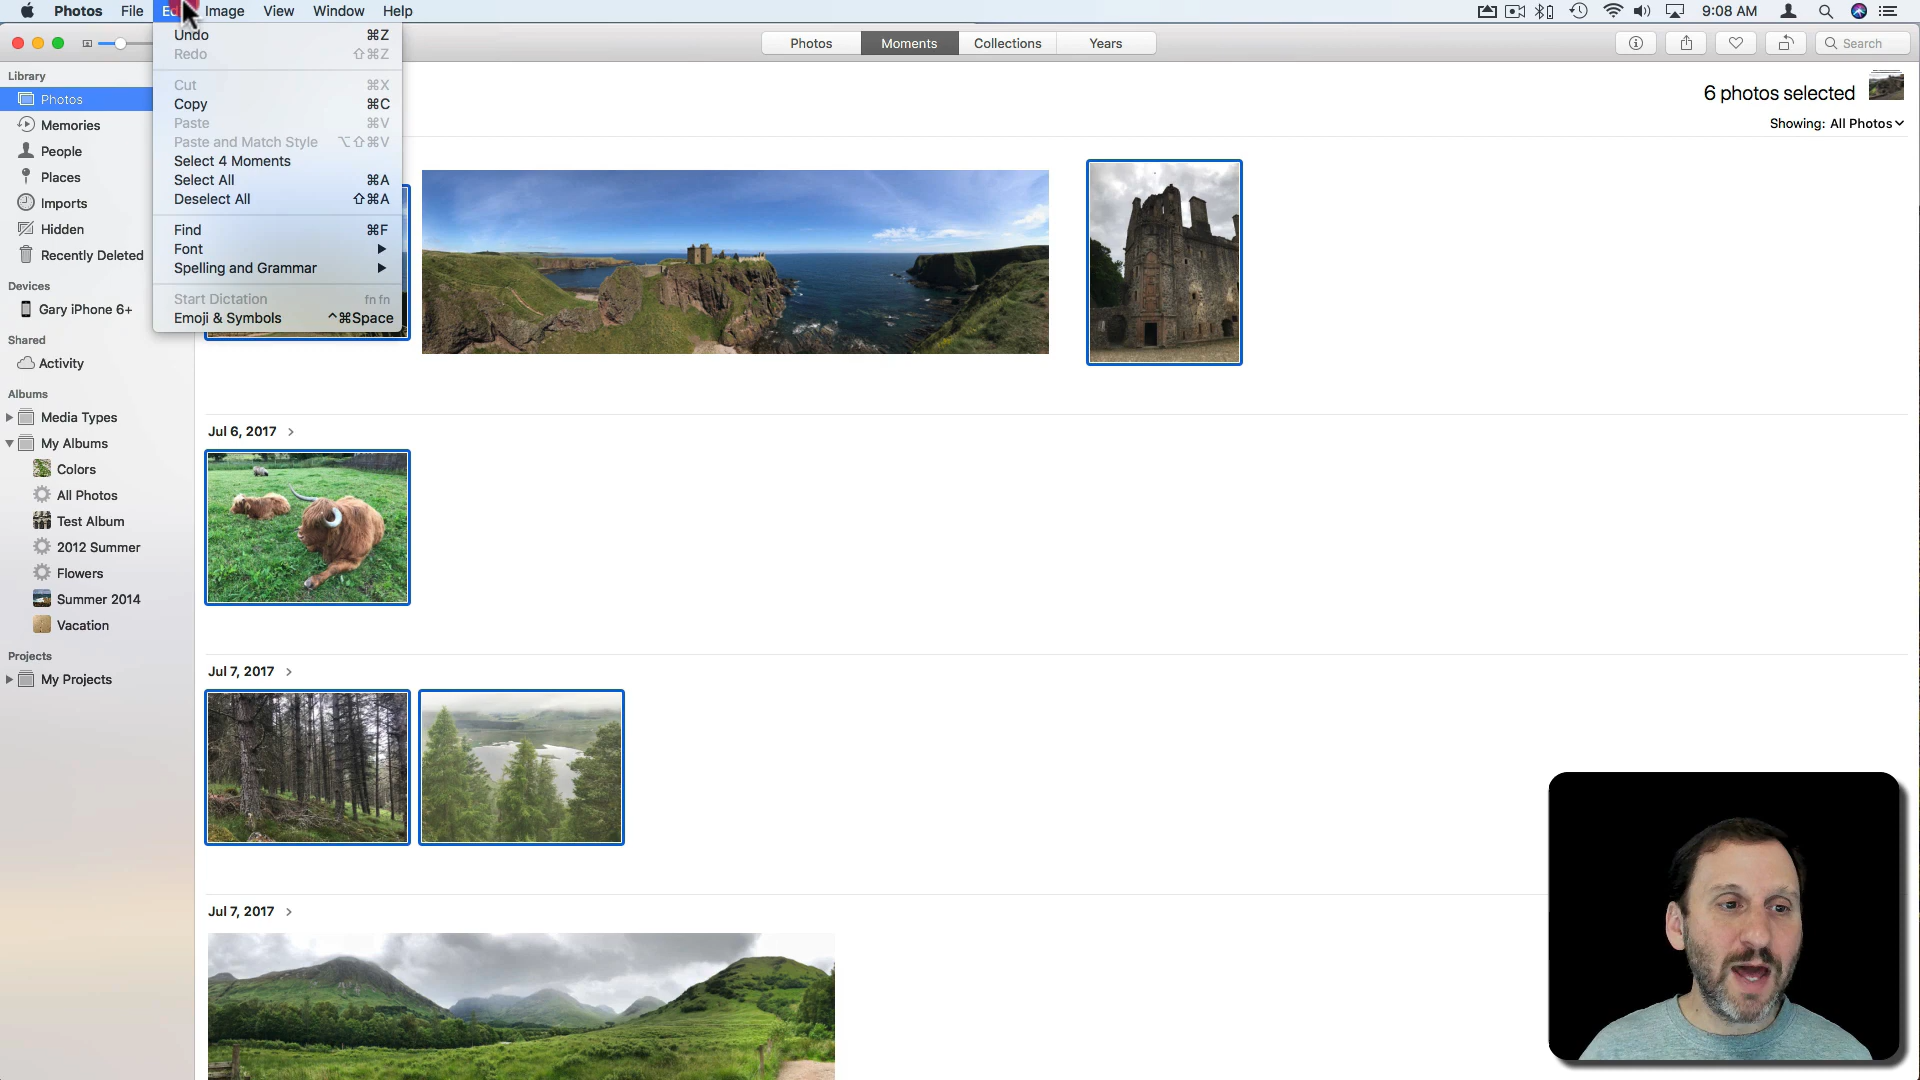 Photos File Ed Image View Window Help 9:08 AM
Photos Moments Collections Years Search
Undo ⌘Z
Redo ⇧⌘Z
Cut ⌘X
Copy ⌘C
Paste ⌘V
Paste and Match Style ⌥⇧⌘V
Select 4 Moments
Select All ⌘A
Deselect All ⇧⌘A
Find ⌘F
Font
Spelling and Grammar
Start Dictation fn fn
Emoji & Symbols ^⌘Space
Library
Photos
Memories
People
Places
Imports
Hidden
Recently Deleted
Devices
Gary iPhone 6+
Shared
Activity
Albums
Media Types
My Albums
Colors
All Photos
Test Album
2012 Summer
Flowers
Summer 2014
Vacation
Projects
My Projects
6 photos selected
Showing: All Photos
Jul 6, 2017 >
Jul 7, 2017 >
Jul 7, 2017 >